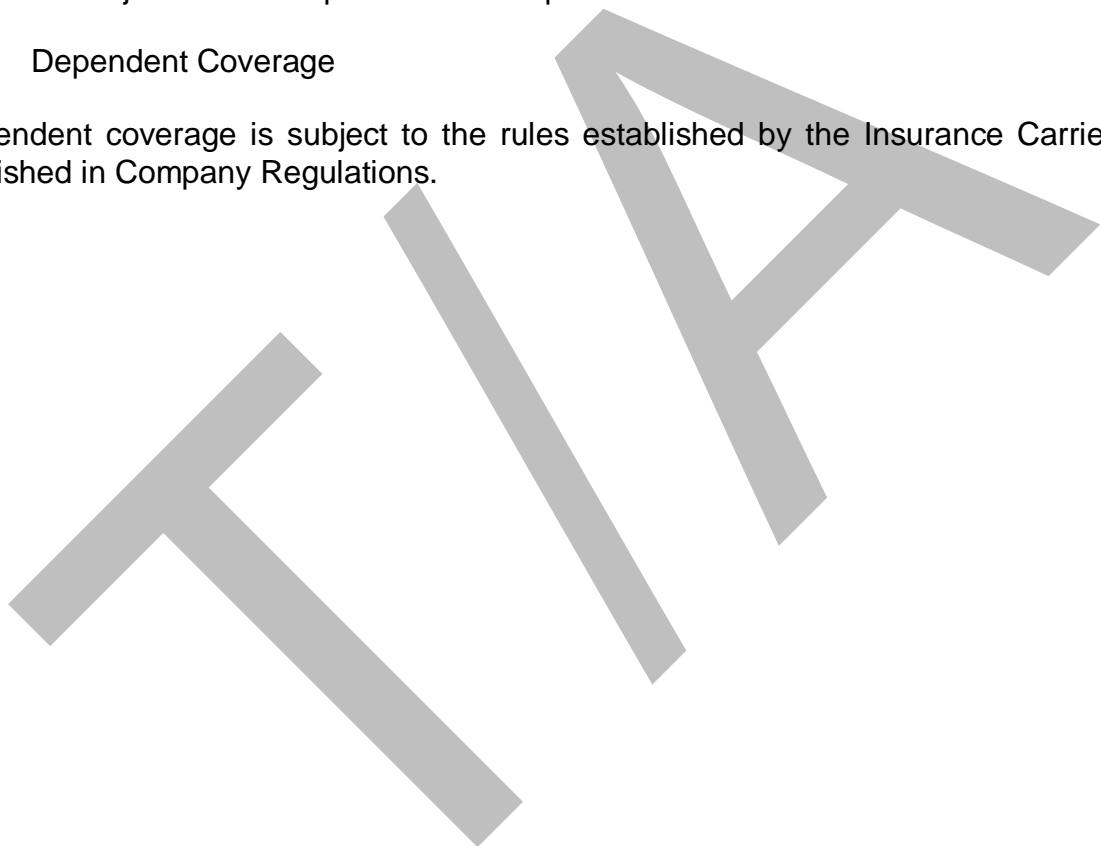 Dependent Coverage
endent coverage is subject to the rules established by the Insurance Carrie
ished in Company Regulations.
T/A